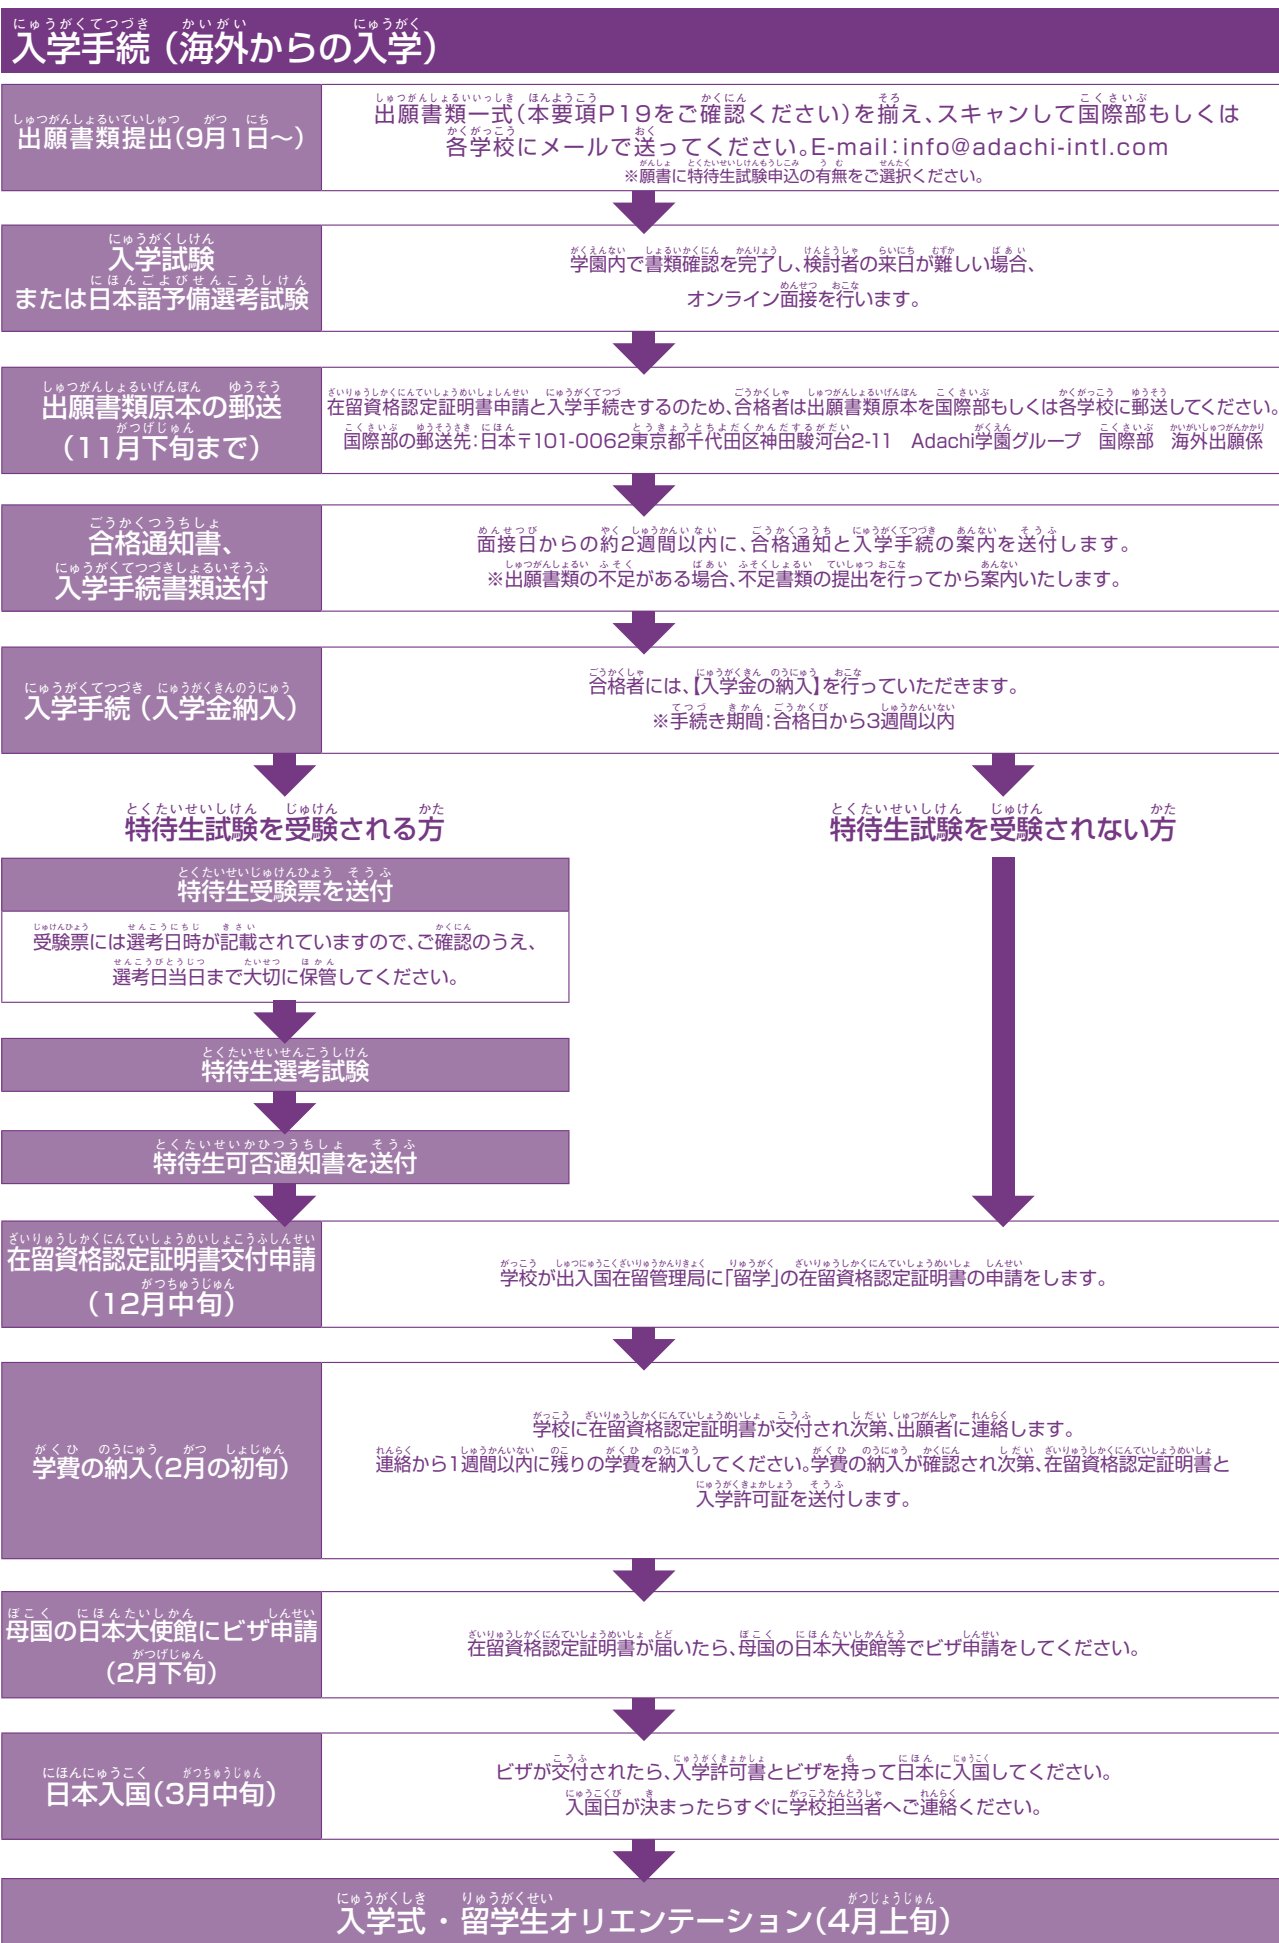 入学手続（海外からの入学）
出願書類提出(9月1日～)
出願書類一式(本要項P19をご確認ください)を揃え、スキャンして国際部もしくは
各学校にメールで送ってください。E-mail：info@adachi-intl.com
※願書に特待生試験申込の有無をご選択ください。
入学試験
または日本語予備選考試験
学園内で書類確認を完了し、検討者の来日が難しい場合、
オンライン面接を行います。
出願書類原本の郵送
(11月下旬まで)
在留資格認定証明書申請と入学手続きするのため、合格者は出願書類原本を国際部もしくは各学校に郵送してください。
国際部の郵送先：日本〒101-0062東京都千代田区神田駿河台2-11　Adachi学園グループ　国際部　海外出願係
合格通知書、
入学手続書類送付
面接日からの約2週間以内に、合格通知と入学手続の案内を送付します。
※出願書類の不足がある場合、不足書類の提出を行ってから案内いたします。
入学手続（入学金納入）
合格者には、【入学金の納入】を行っていただきます。
※手続き期間：合格日から3週間以内
特待生試験を受験される方
特待生試験を受験されない方
特待生受験票を送付
受験票には選考日時が記載されていますので、ご確認のうえ、
選考日当日まで大切に保管してください。
特待生選考試験
特待生可否通知書を送付
在留資格認定証明書交付申請
(12月中旬)
学校が出入国在留管理局に「留学」の在留資格認定証明書の申請をします。
学費の納入(2月の初旬)
学校に在留資格認定証明書が交付され次第、出願者に連絡します。
連絡から1週間以内に残りの学費を納入してください。学費の納入が確認され次第、在留資格認定証明書と
入学許可証を送付します。
母国の日本大使館にビザ申請
(2月下旬)
在留資格認定証明書が届いたら、母国の日本大使館等でビザ申請をしてください。
日本入国(3月中旬)
ビザが交付されたら、入学許可書とビザを持って日本に入国してください。
入国日が決まったらすぐに学校担当者へご連絡ください。
入学式・留学生オリエンテーション(4月上旬)